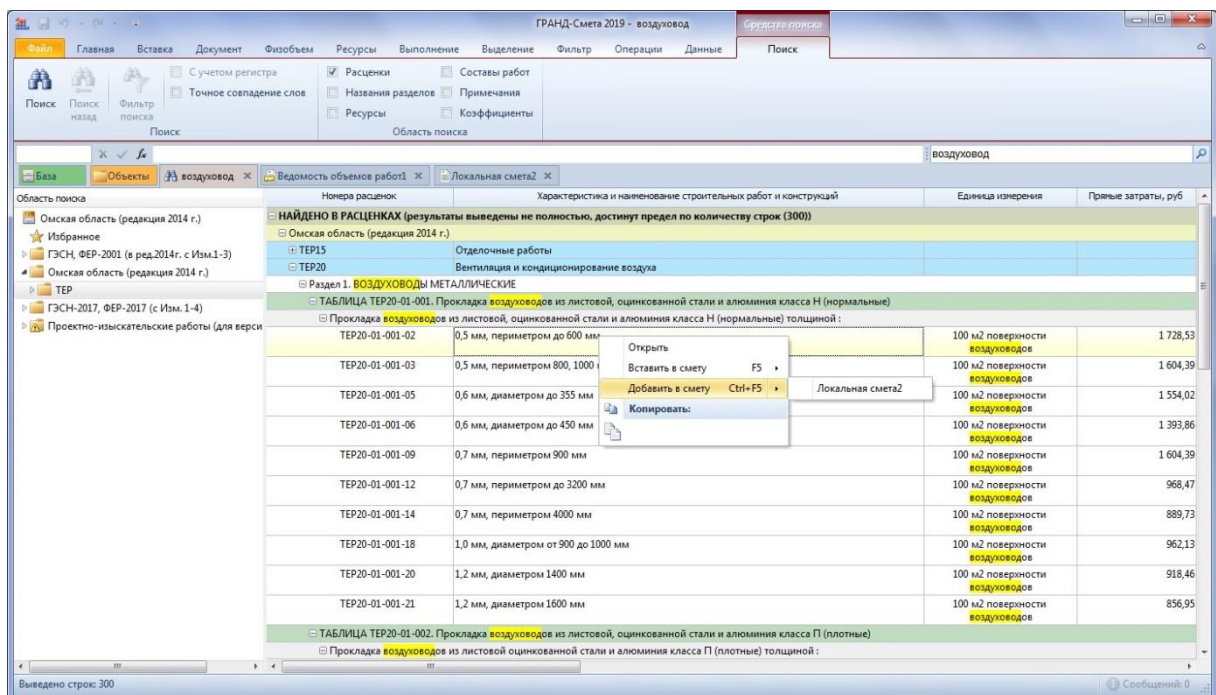 ГРАНД-Смета 2019 - воздуховод
Средства поиска
Файл Главная Вставка Документ Физобъем Ресурсы Выполнение Выделение Фильтр Операции Данные Поиск
Поиск
Поиск назад
Фильтр поиска
С учетом регистра
Точное совпадение слов
Поиск
Расценки
Названия разделов
Ресурсы
Составы работ
Примечания
Коэффициенты
Область поиска
fx
воздуховод
База Объекты воздуховод Ведомость объемов работ1 Локальная смета2
Область поиска
Омская область (редакция 2014 г.)
Избранное
ГЭСН, ФЕР-2001 (в ред.2014г. с Изм.1-3)
Омская область (редакция 2014 г.)
ТЕР
ГЭСН-2017, ФЕР-2017 (с Изм. 1-4)
Проектно-изыскательские работы (для верси
Номера расценок Характеристика и наименование строительных работ и конструкций Единица измерения Прямые затраты, руб
НАЙДЕНО В РАСЦЕНКАХ (результаты выведены не полностью, достинут предел по количеству строк (300))
Омская область (редакция 2014 г.)
ТЕР15 Отделочные работы
ТЕР20 Вентиляция и кондиционирование воздуха
Раздел 1. ВОЗДУХОВОДЫ МЕТАЛЛИЧЕСКИЕ
ТАБЛИЦА ТЕР20-01-001. Прокладка воздуховодов из листовой, оцинкованной стали и алюминия класса Н (нормальные)
Прокладка воздуховодов из листовой, оцинкованной стали и алюминия класса Н (нормальные) толщиной :
ТЕР20-01-001-02 0,5 мм, периметром до 600 мм 100 м2 поверхности воздуховодов 1 728,53
ТЕР20-01-001-03 0,5 мм, периметром 800, 1000 100 м2 поверхности воздуховодов 1 604,39
ТЕР20-01-001-05 0,6 мм, диаметром до 355 мм 100 м2 поверхности воздуховодов 1 554,02
ТЕР20-01-001-06 0,6 мм, диаметром до 450 мм 100 м2 поверхности воздуховодов 1 393,86
ТЕР20-01-001-09 0,7 мм, периметром 900 мм 100 м2 поверхности воздуховодов 1 604,39
ТЕР20-01-001-12 0,7 мм, периметром до 3200 мм 100 м2 поверхности воздуховодов 968,47
ТЕР20-01-001-14 0,7 мм, периметром 4000 мм 100 м2 поверхности воздуховодов 889,73
ТЕР20-01-001-18 1,0 мм, диаметром от 900 до 1000 мм 100 м2 поверхности воздуховодов 962,13
ТЕР20-01-001-20 1,2 мм, диаметром 1400 мм 100 м2 поверхности воздуховодов 918,46
ТЕР20-01-001-21 1,2 мм, диаметром 1600 мм 100 м2 поверхности воздуховодов 856,95
ТАБЛИЦА ТЕР20-01-002. Прокладка воздуховодов из листовой, оцинкованной стали и алюминия класса П (плотные)
Прокладка воздуховодов из листовой оцинкованной стали и алюминия класса П (плотные) толщиной :
Открыть
Вставить в смету F5
Добавить в смету Ctrl+F5
Копировать:
Локальная смета2
Выведено строк: 300
Сообщений: 0